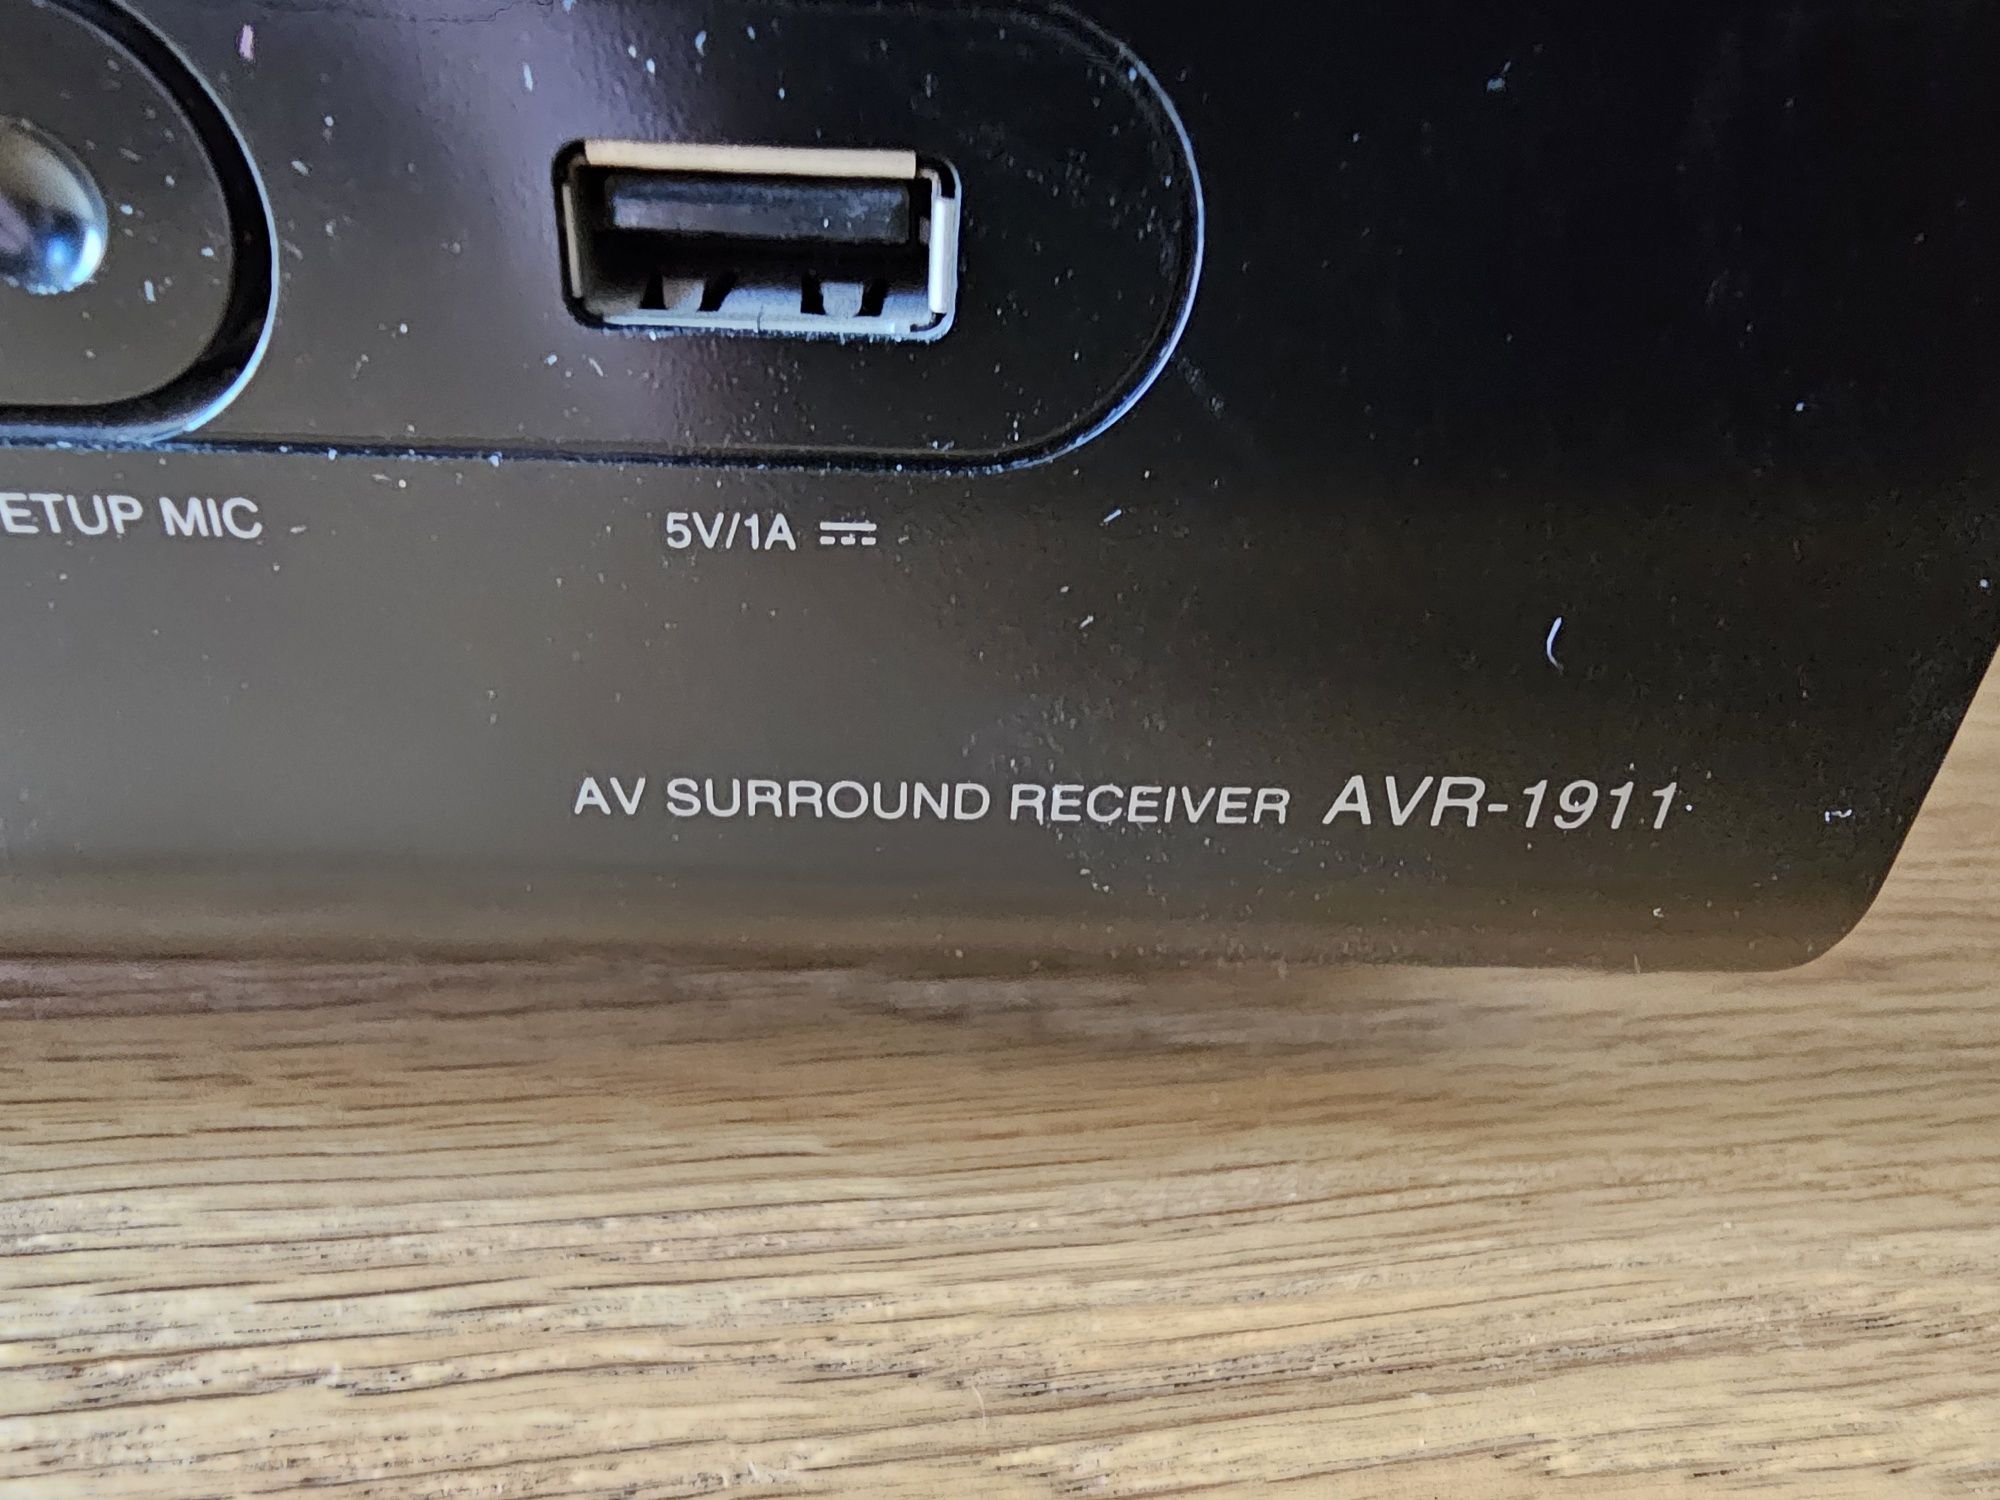 ETUP MIC
5V/1A
AV SURROUND RECEIVER AVR-1911